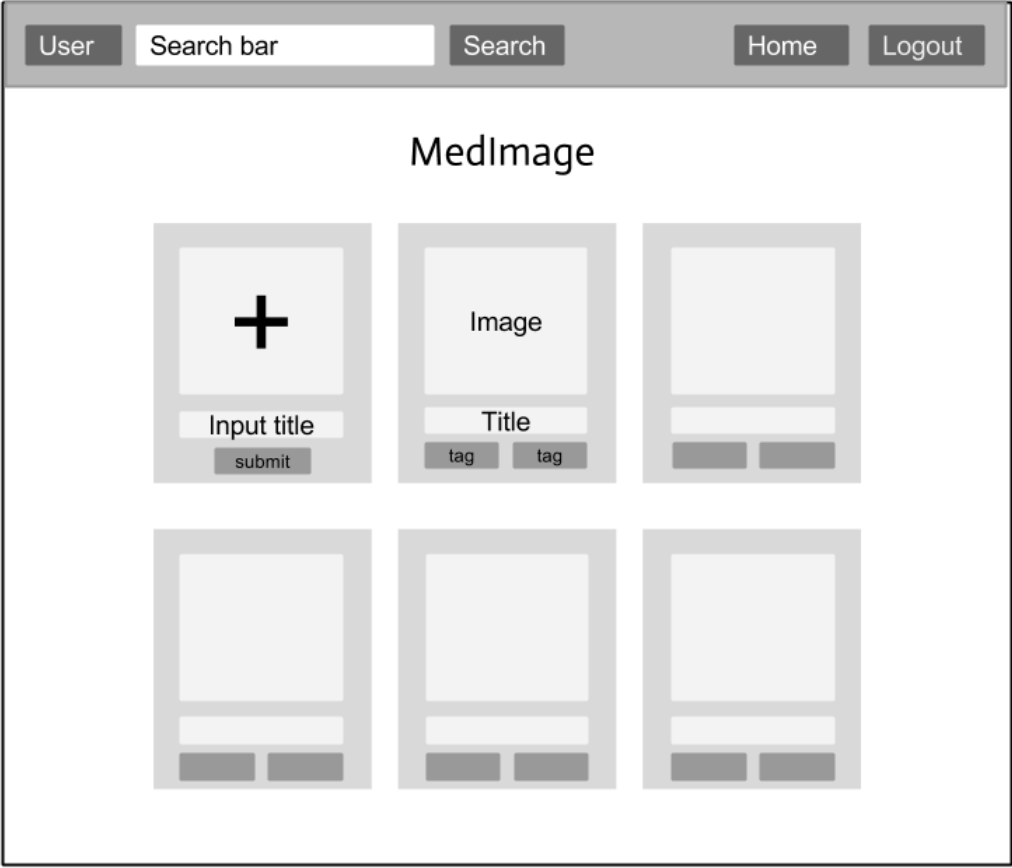 User Search bar Search Home Logout
MedImage
Image
Input title
Title
submit
tag tag